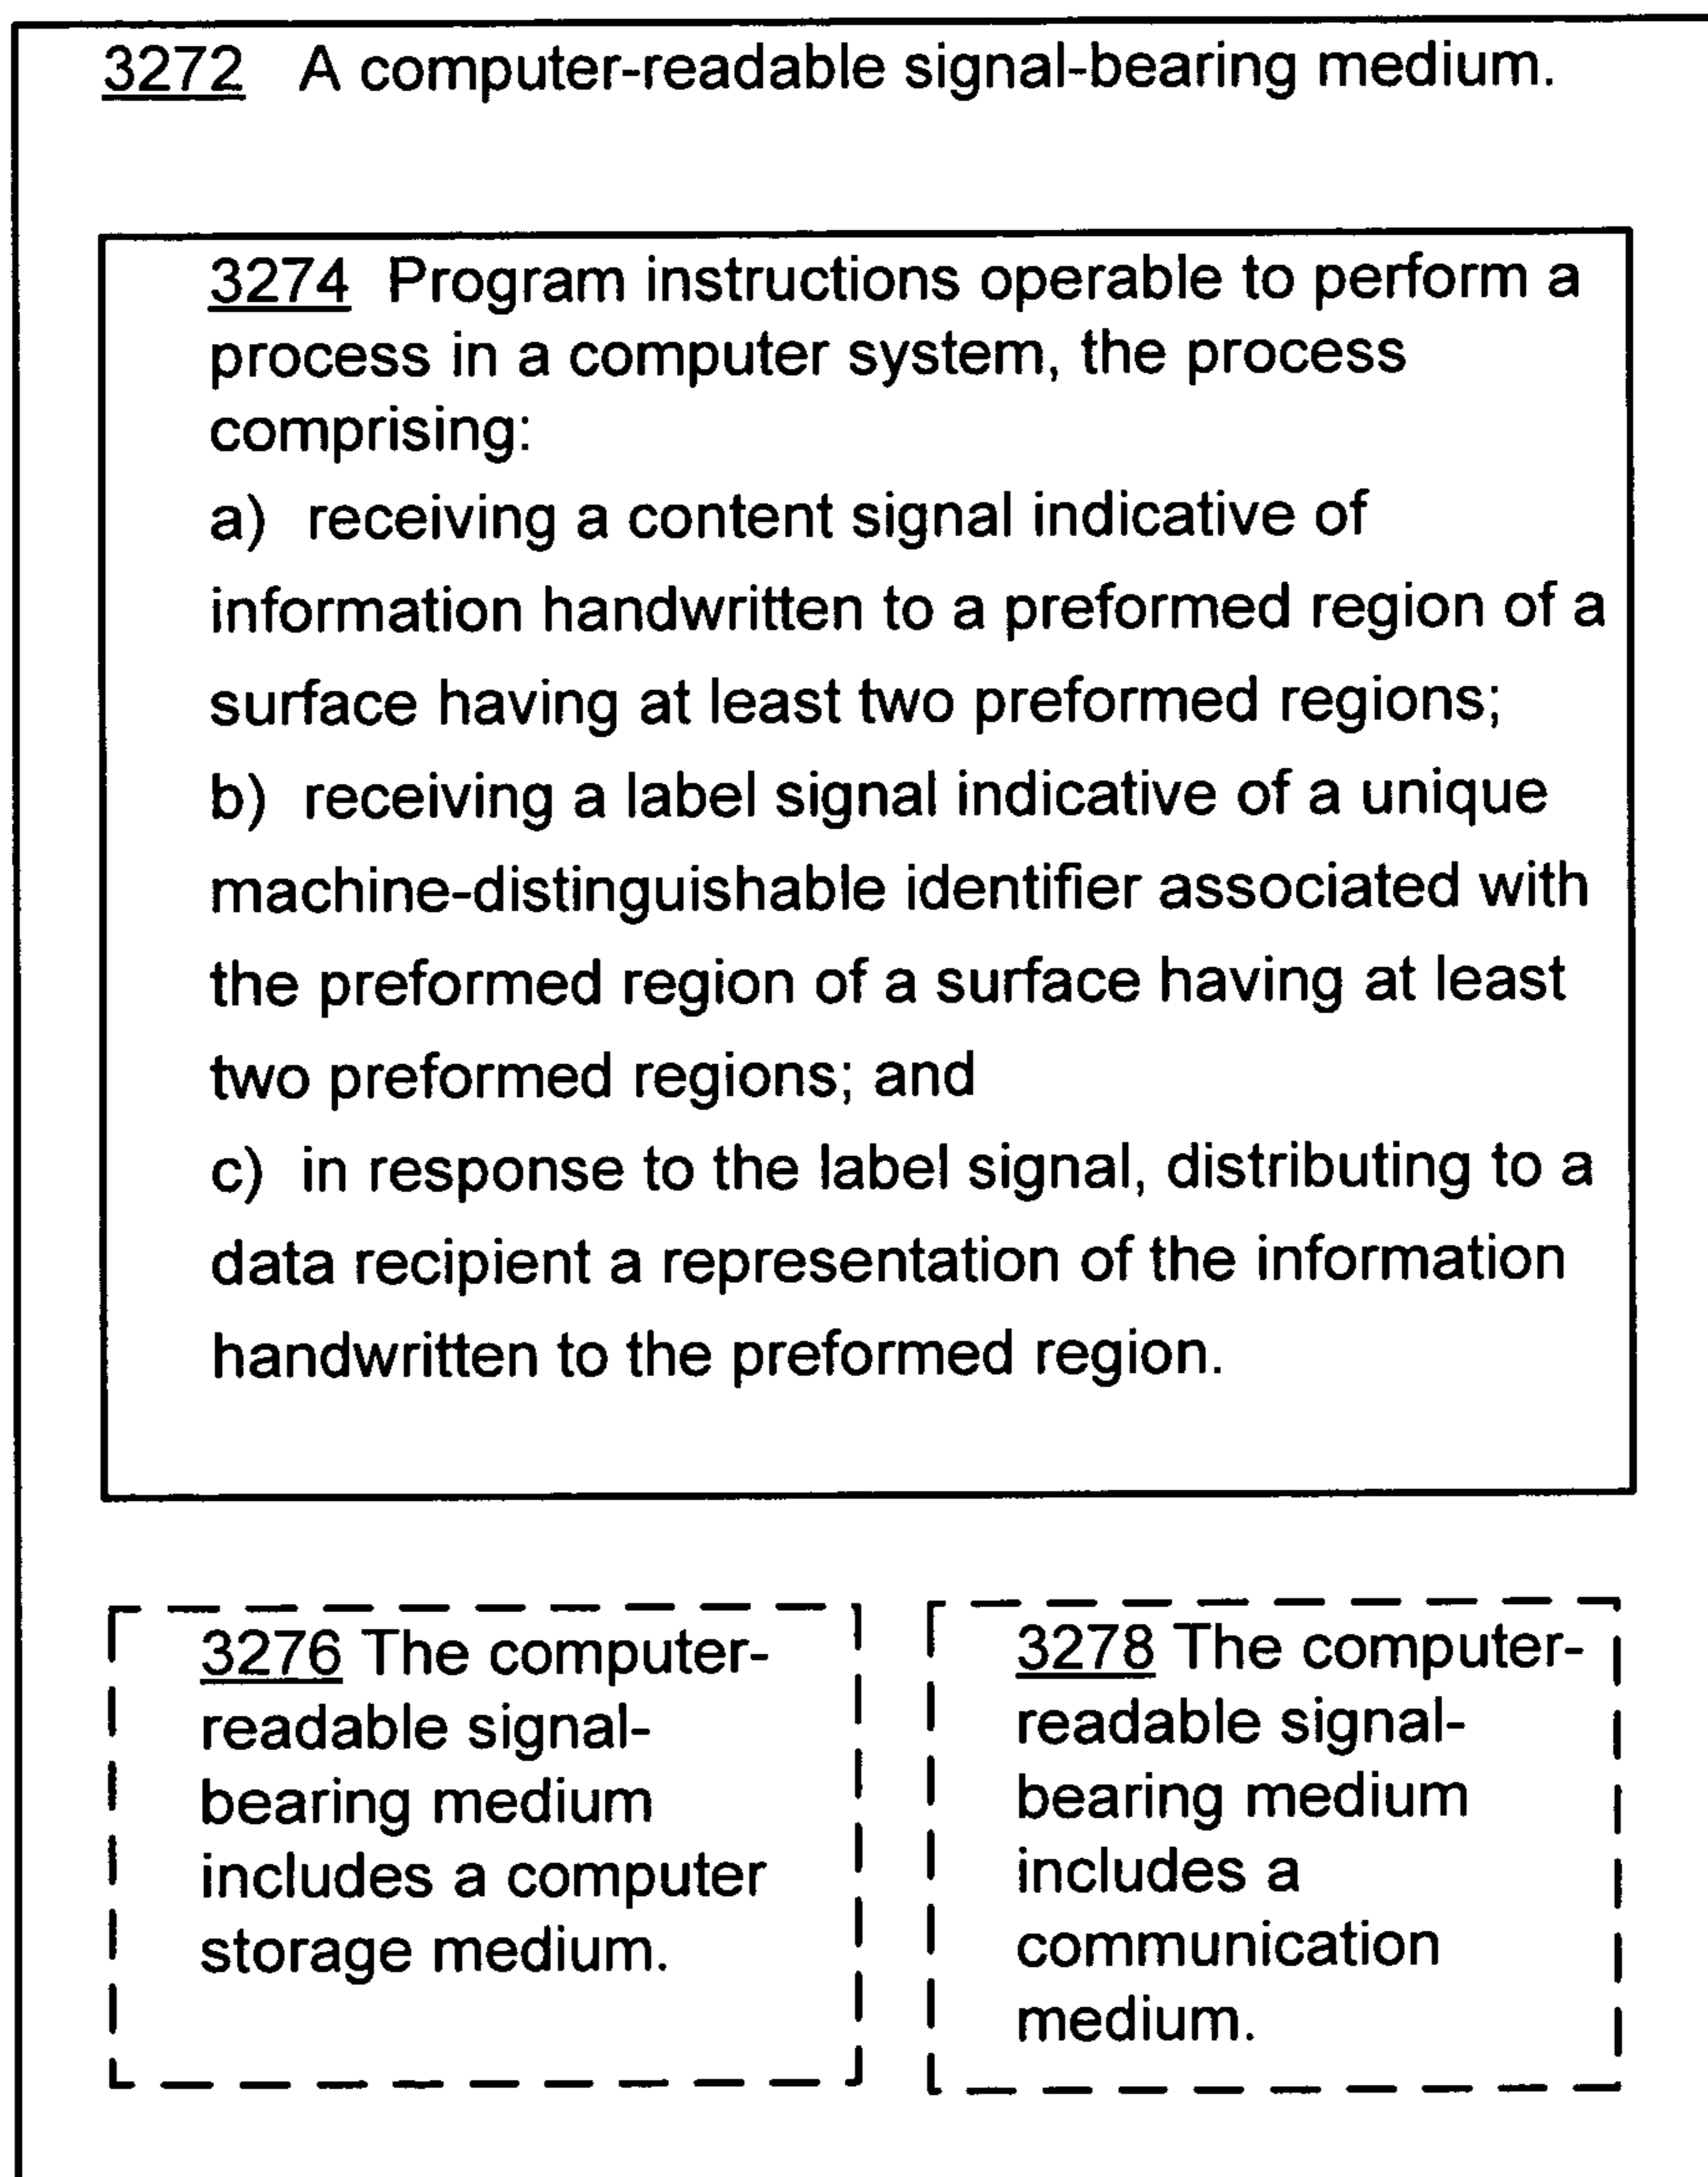 3272 A computer-readable signal-bearing medium.
3274 Program instructions operable to perform a
process in a computer system, the process
comprising:
a) receiving a content signal indicative of
information handwritten to a preformed region of a
surface having at least two preformed regions;
b) receiving a label signal indicative of a unique
machine-distinguishable identifier associated with
the preformed region of a surface having at least
two preformed regions; and
c) in response to the label signal, distributing to a
data recipient a representation of the information
handwritten to the preformed region.
3276 The computer-
readable signal-
bearing medium
includes a computer
storage medium.
3278 The computer-
readable signal-
bearing medium
includes a
communication
medium.